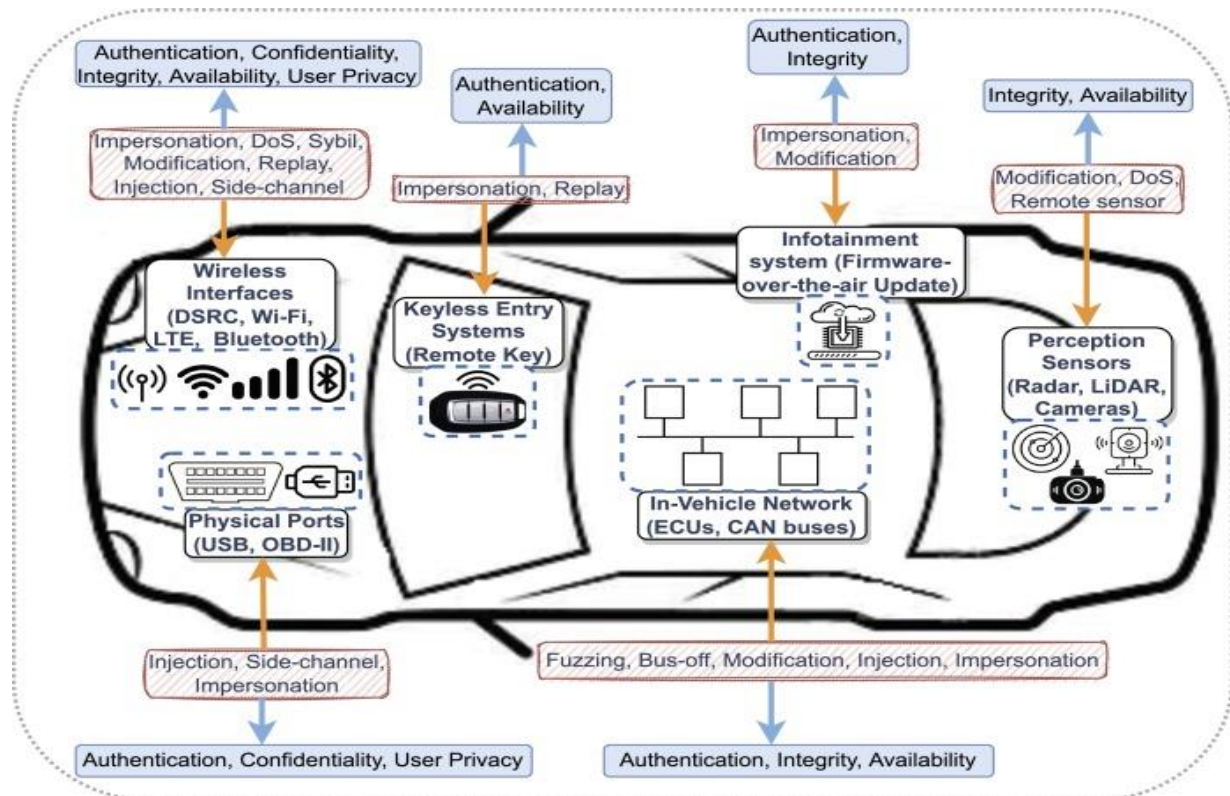 Authentication, Confidentiality,
Integrity, Availability, User Privacy
Impersonation, DoS, Sybil,
Modification, Replay,
Injection, Side-channel
Wireless
Interfaces
(DSRC, Wi-Fi,
LTE, Bluetooth)
Authentication,
Availability
Impersonation, Replay
Keyless Entry
Systems
(Remote Key)
Authentication,
Integrity
Impersonation,
Modification
Infotainment
system (Firmware-
over-the-air Update)
Integrity, Availability
Modification, DoS,
Remote sensor
Perception
Sensors
(Radar, LiDAR,
Cameras)
Physical Ports
(USB, OBD-II)
Injection, Side-channel,
Impersonation
Authentication, Confidentiality, User Privacy
In-Vehicle Network
(ECUs, CAN buses)
Fuzzing, Bus-off, Modification, Injection, Impersonation
Authentication, Integrity, Availability